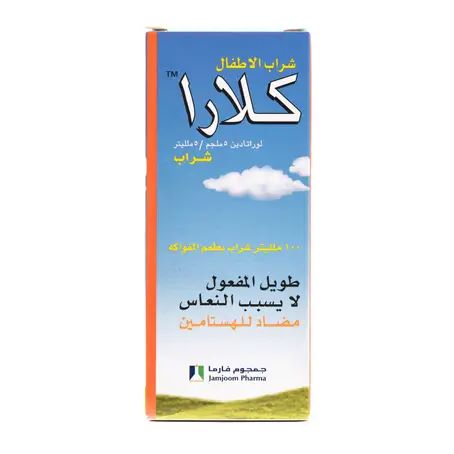 شراب الاطفال
كلارا™
لوراتادين ٥ ملجم / ٥ ملليتر
شراب
١٠٠ ملليتر شراب بطعم الفواكه
طويل المفعول
لا يسبب النعاس
مضاد للهستامين
جمجوم فارما
Jamjoom Pharma